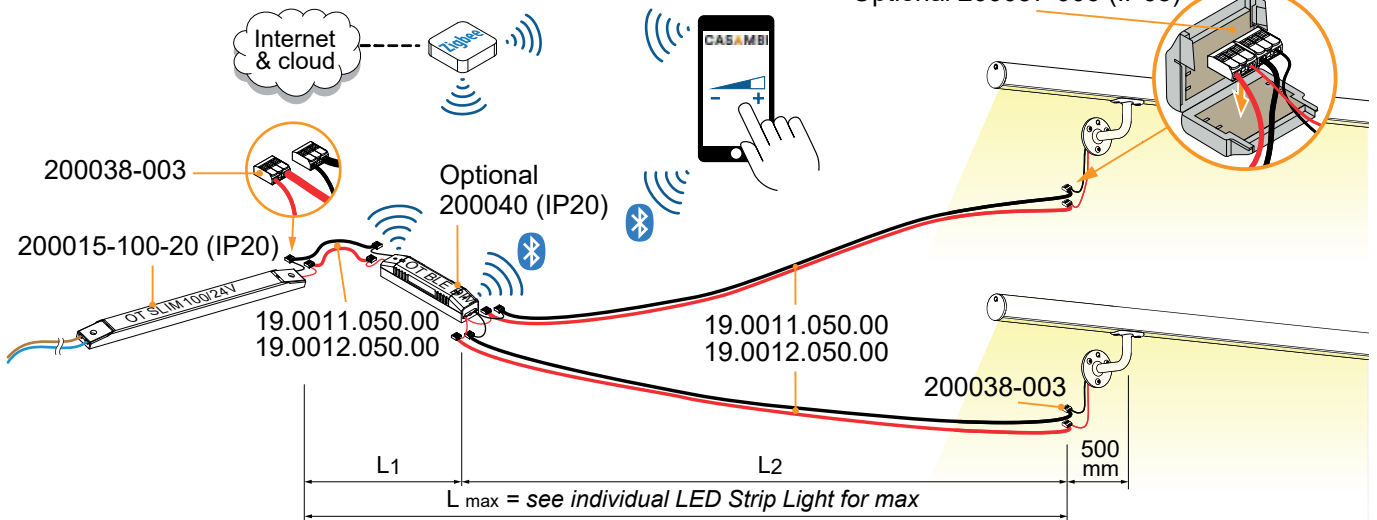 Internet
& cloud
Zigbee
CASAMBI
- +
200038-003
Optional
200040 (IP20)
200015-100-20 (IP20)
OT SLIM 100/24V
OT BLE
19.0011.050.00
19.0012.050.00
19.0011.050.00
19.0012.050.00
200038-003
L1
L2
500
mm
L max = see individual LED Strip Light for max